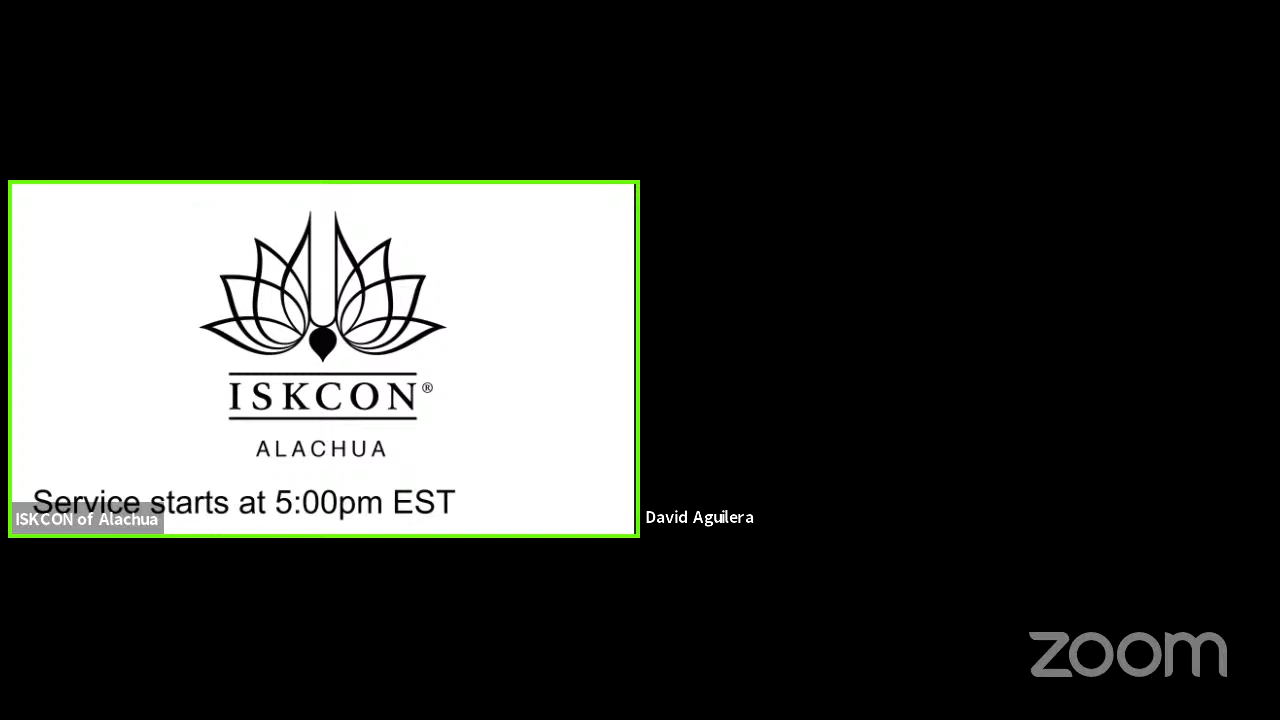 ISKCON®
ALACHUA
Service starts at 5:00pm EST
ISKCON of Alachua
David Aguilera
zoom